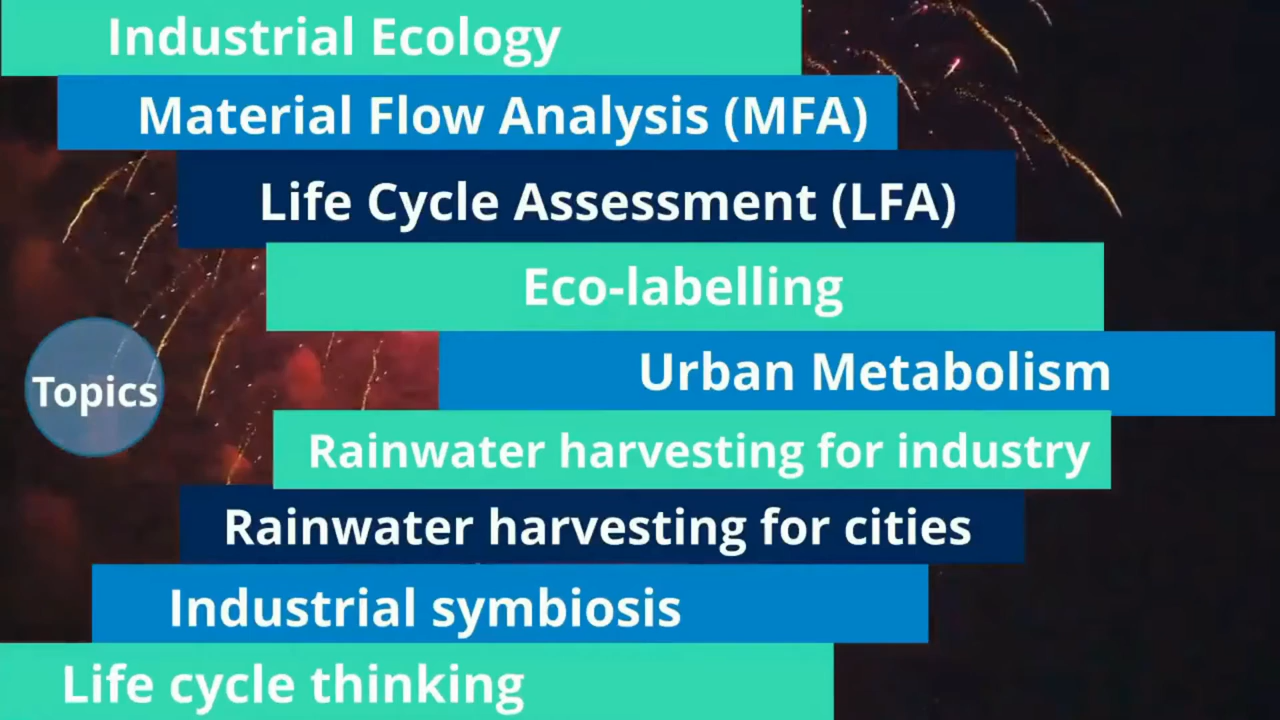 Industrial Ecology
Material Flow Analysis (MFA)
Life Cycle Assessment (LFA)
Eco-labelling
Urban Metabolism
Topics
Rainwater harvesting for industry
Rainwater harvesting for cities
Industrial symbiosis
Life cycle thinking